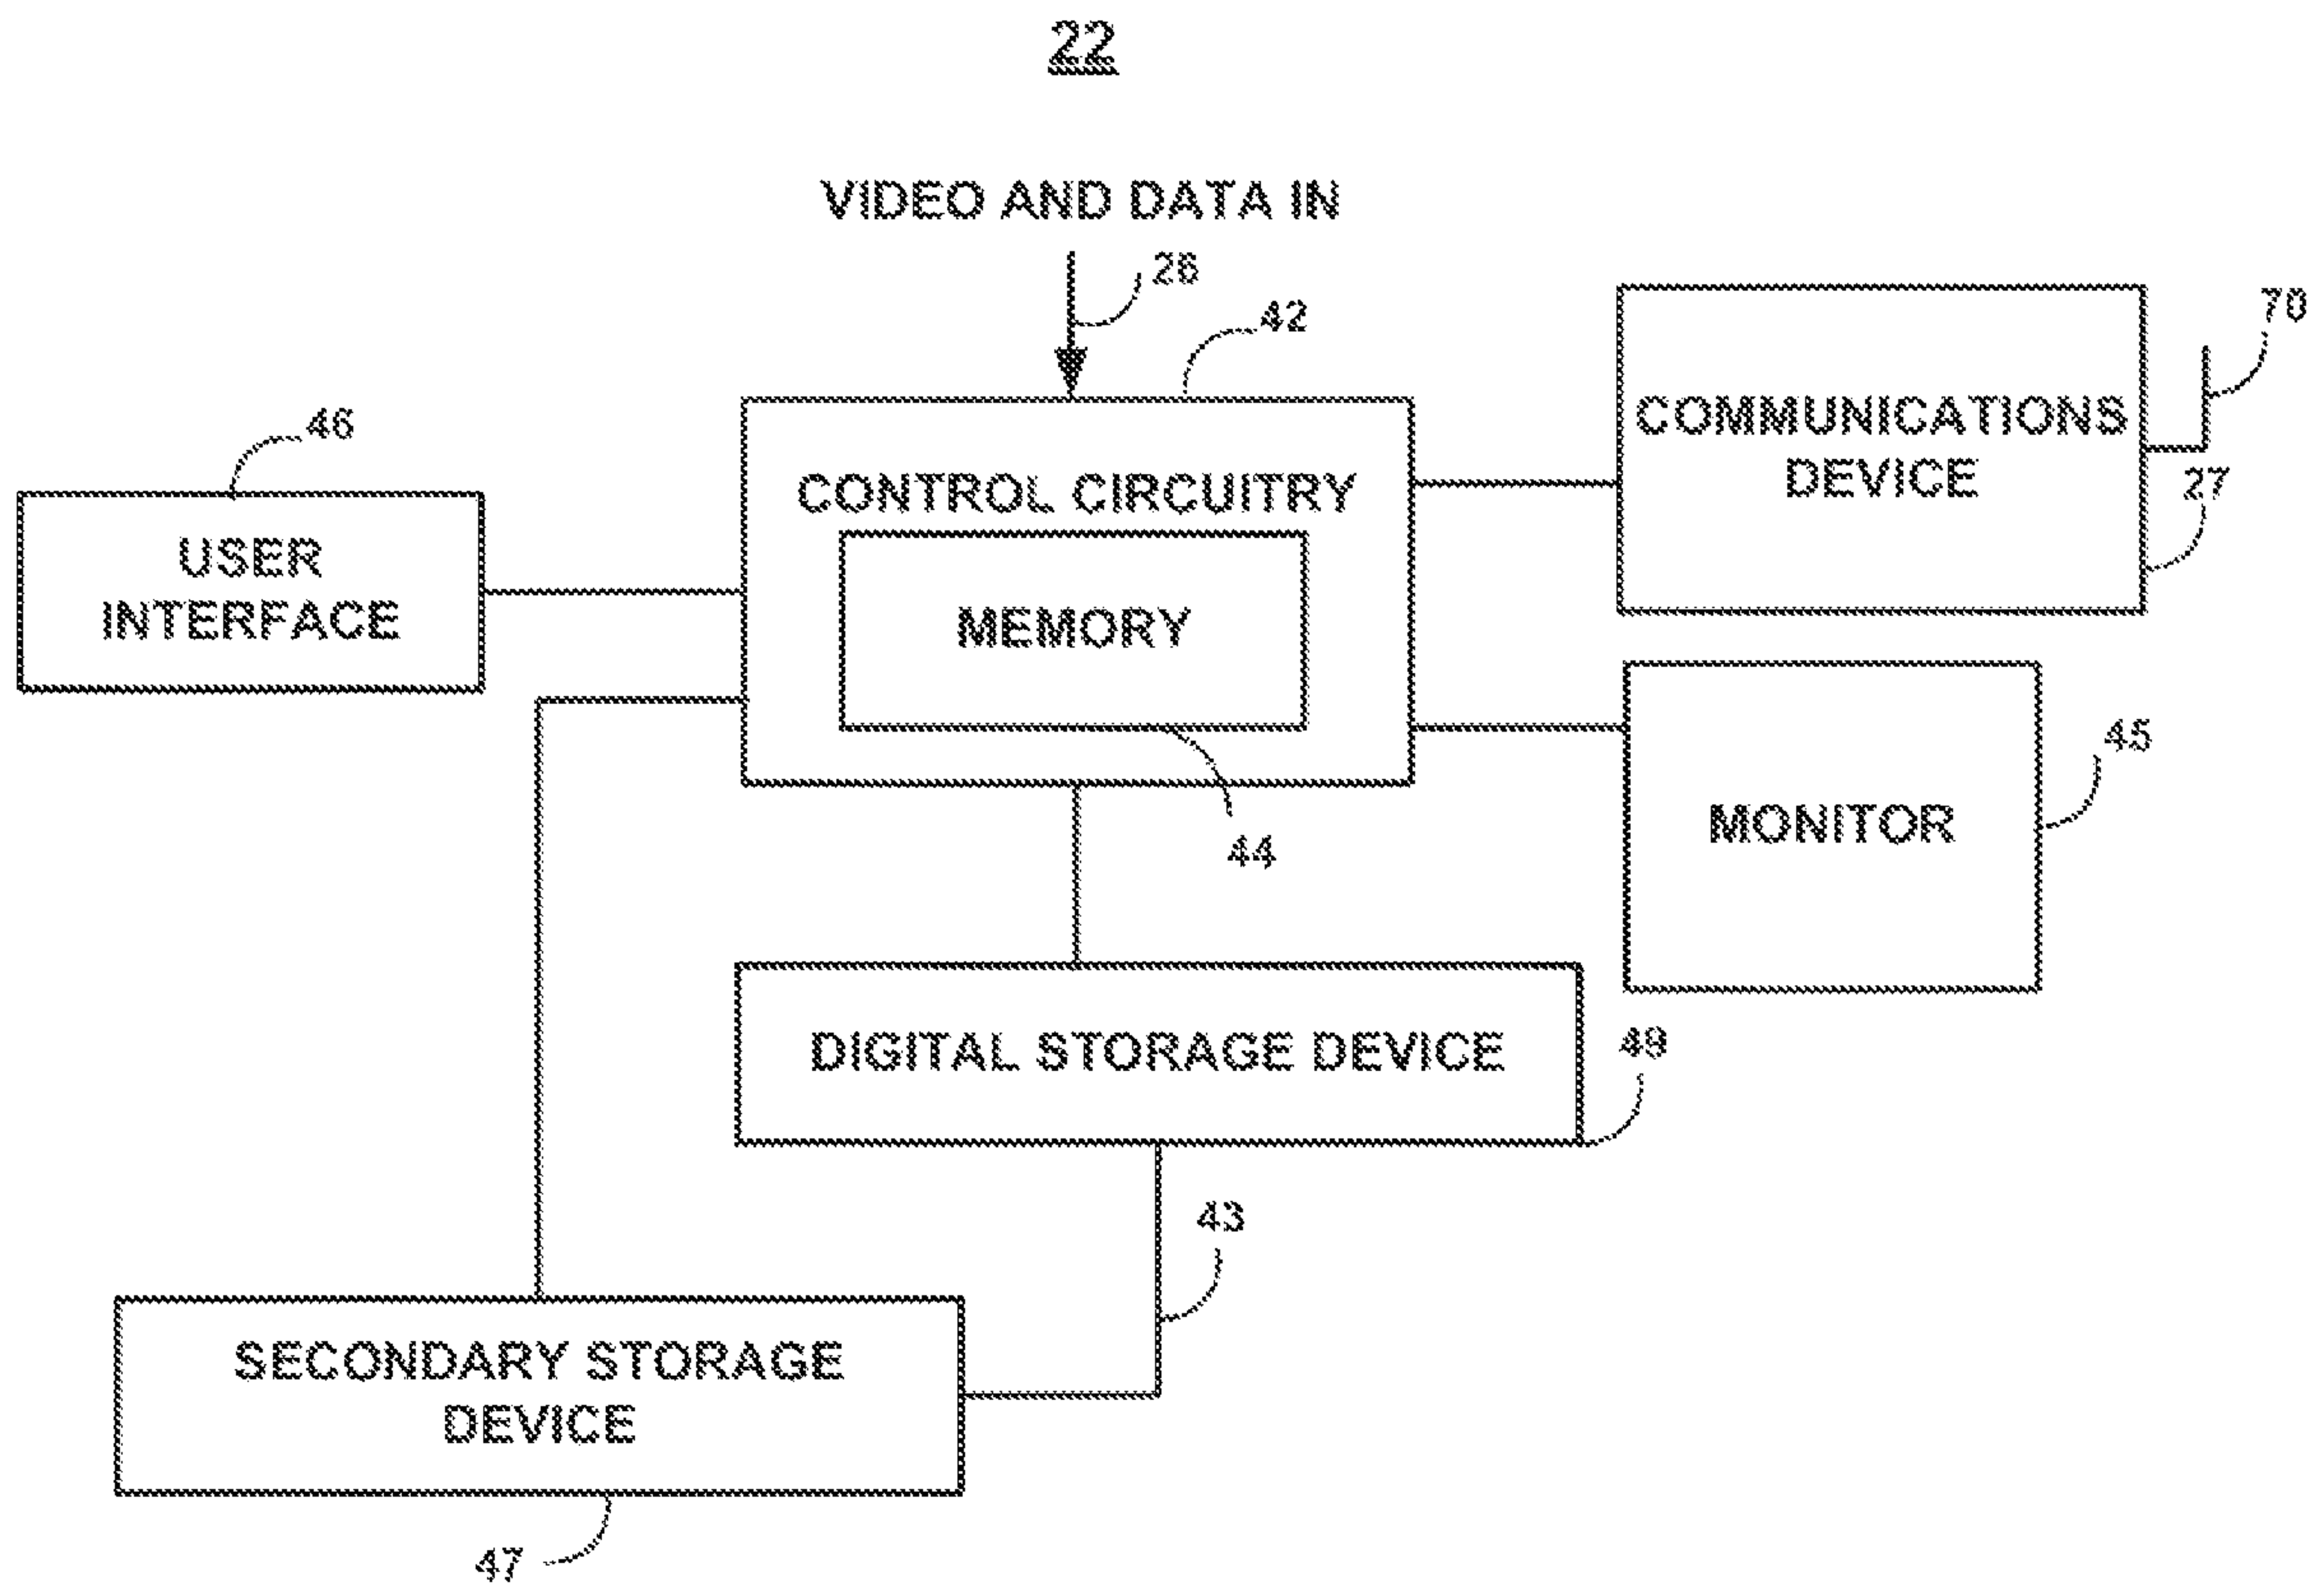 22
VIDEO AND DATA IN
26
42
70
46
COMMUNICATIONS
DEVICE
27
CONTROL CIRCUITRY
USER
INTERFACE
MEMORY
45
MONITOR
44
DIGITAL STORAGE DEVICE
49
43
SECONDARY STORAGE
DEVICE
47